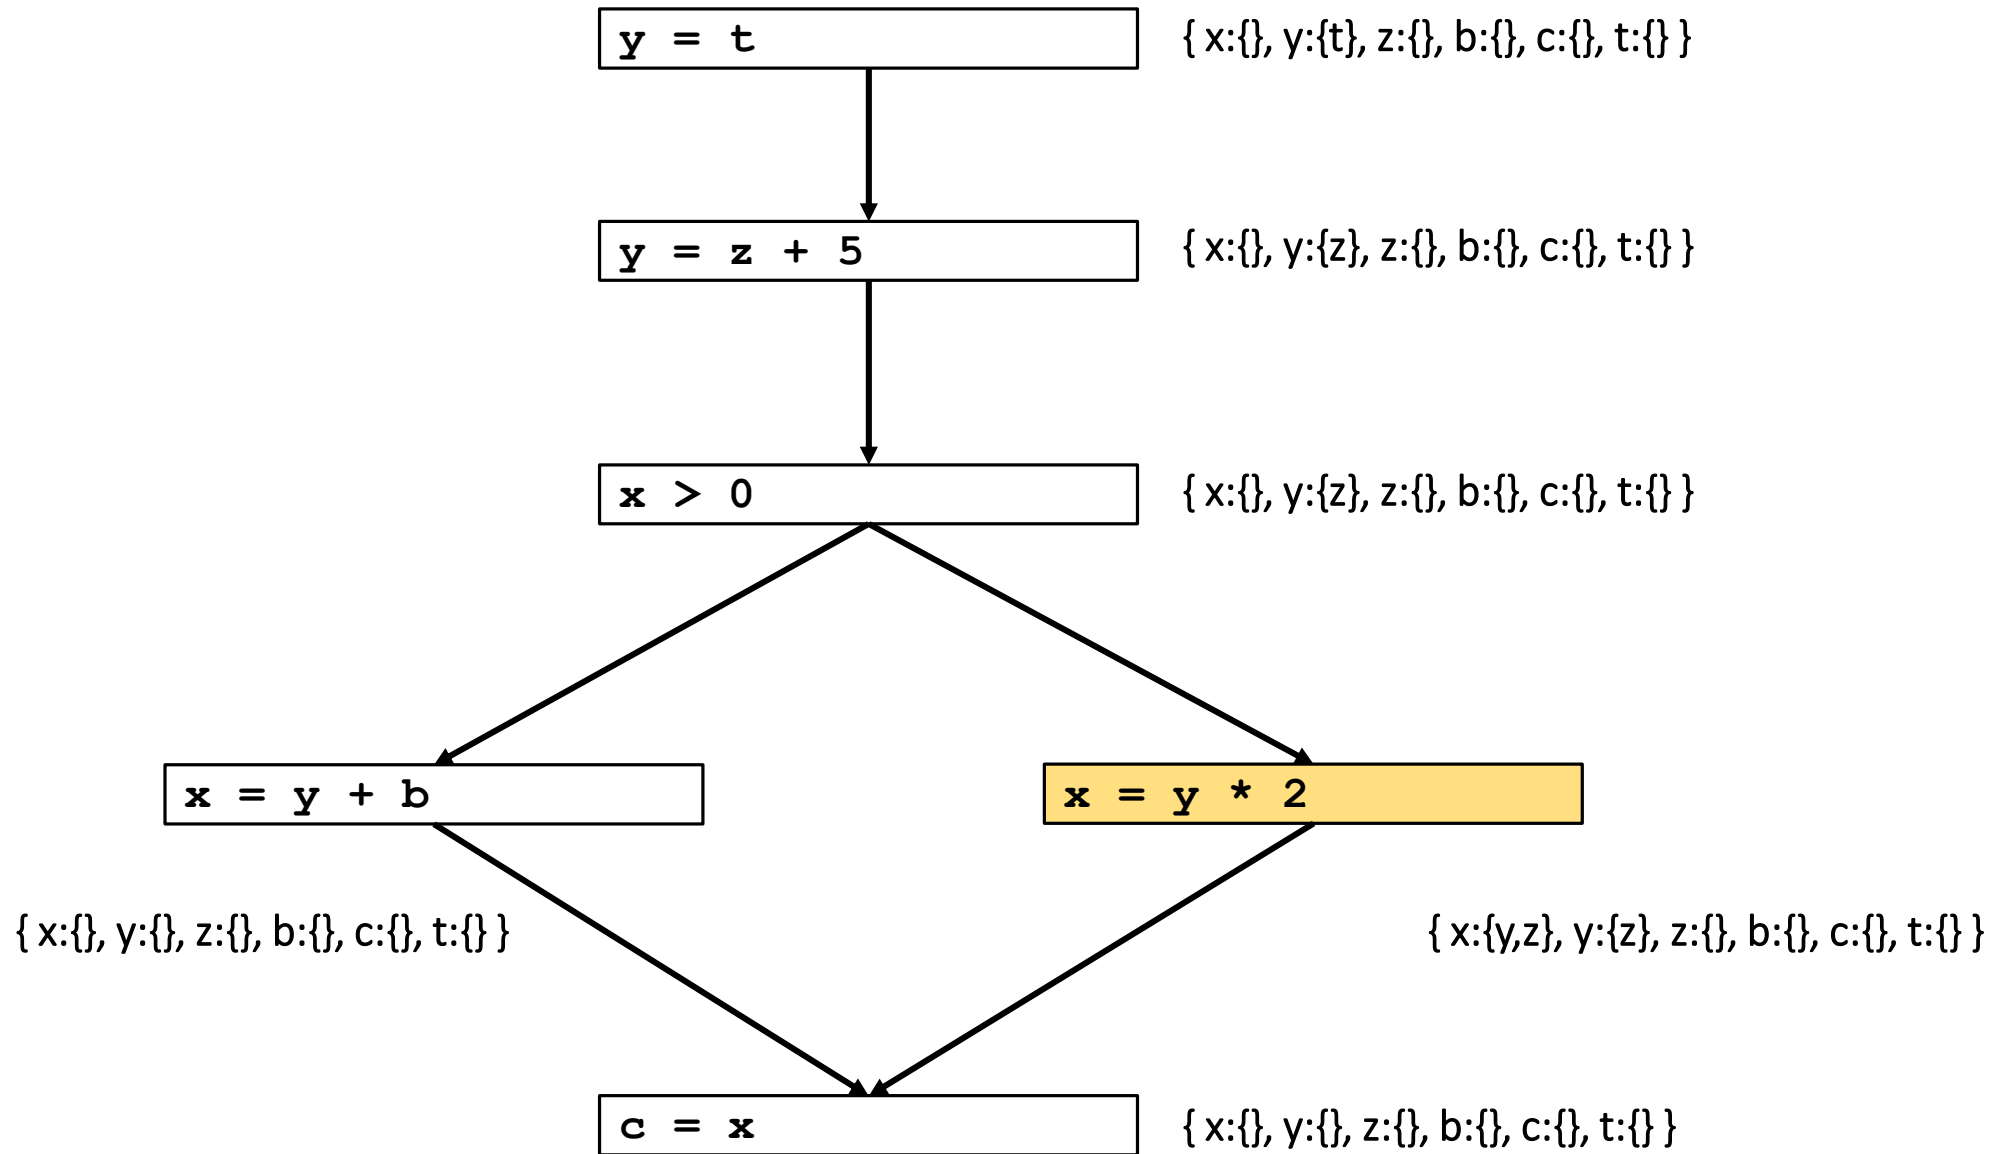 y = t
{ x:{}, y:{t}, z:{}, b:{}, c:{}, t:{} }
y = z + 5
{ x:{}, y:{z}, z:{}, b:{}, c:{}, t:{} }
x > 0
{ x:{}, y:{z}, z:{}, b:{}, c:{}, t:{} }
x = y + b
x = y * 2
{ x:{}, y:{}, z:{}, b:{}, c:{}, t:{} }
{ x:{y,z}, y:{z}, z:{}, b:{}, c:{}, t:{} }
c = x
{ x:{}, y:{}, z:{}, b:{}, c:{}, t:{} }